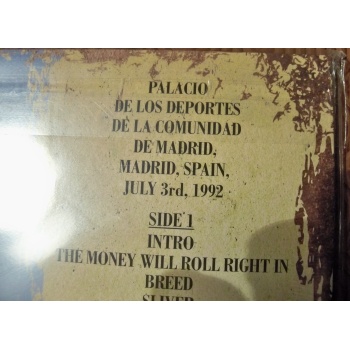 PALACIO
DE LOS DEPORTES
DE LA COMUNIDAD
DE MADRID,
MADRID, SPAIN,
JULY 3rd, 1992
SIDE 1
INTRO
THE MONEY WILL ROLL RIGHT IN
BREED
SLIVER